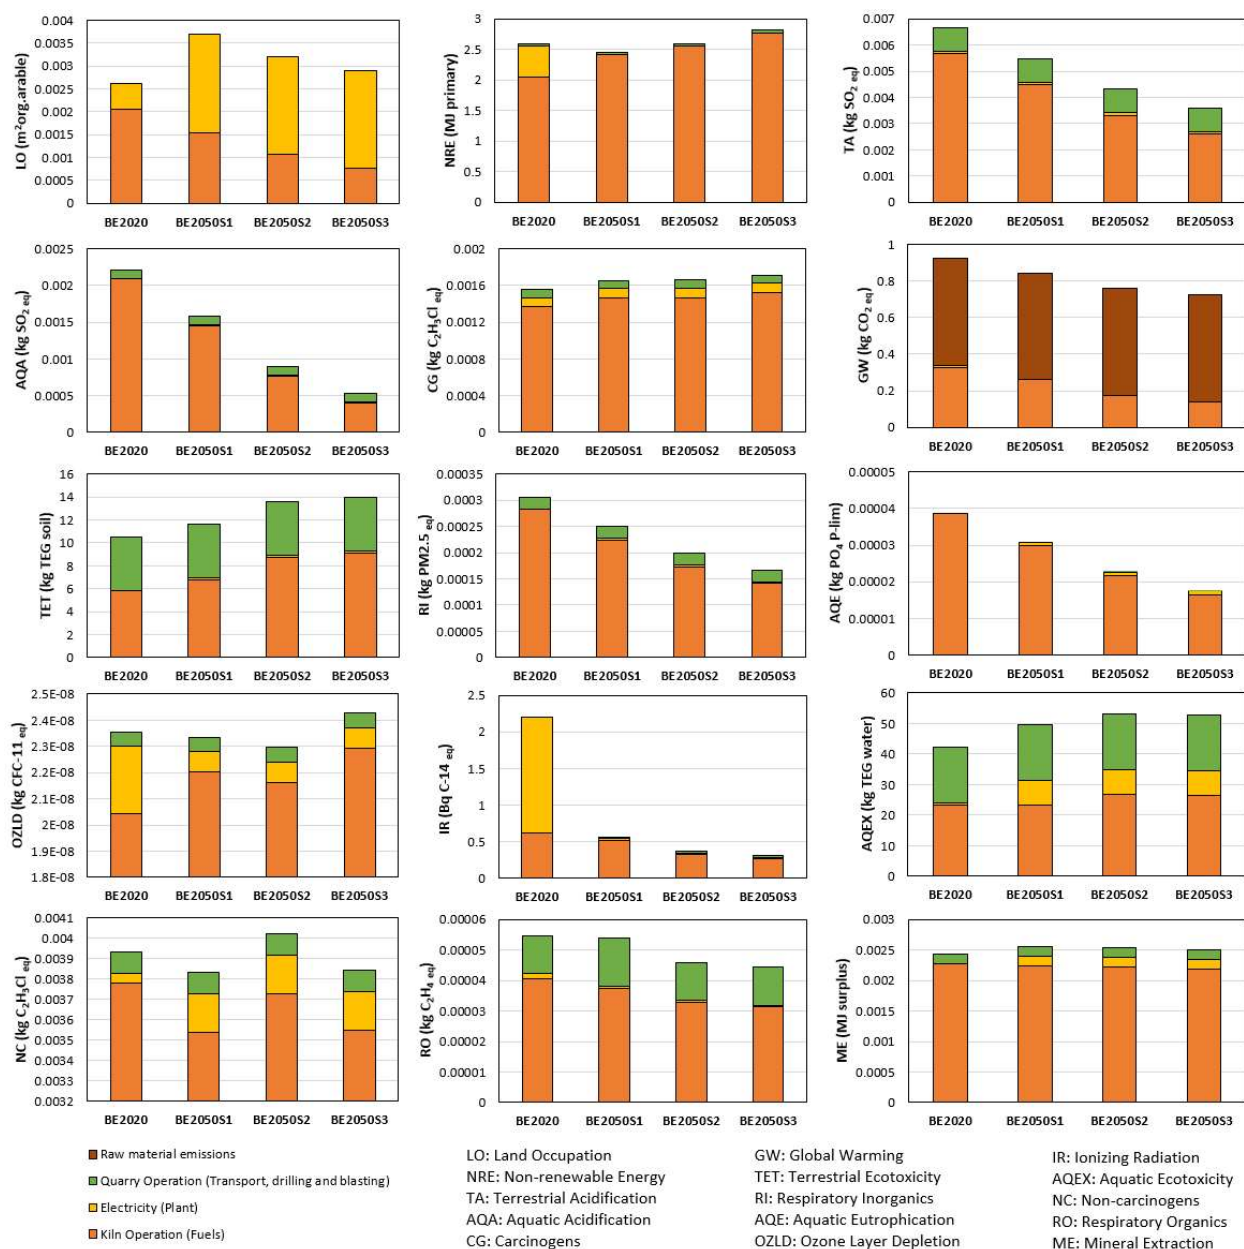 LO (m²org.arable)
0.004
0.0035
0.003
0.0025
0.002
0.0015
0.001
0.0005
0
BE2020 BE2050S1 BE2050S2 BE2050S3
NRE (MJ primary)
3
2.5
2
1.5
1
0.5
0
BE2020 BE2050S1 BE2050S2 BE2050S3
TA (kg SO2 eq)
0.007
0.006
0.005
0.004
0.003
0.002
0.001
0
BE2020 BE2050S1 BE2050S2 BE2050S3
AQA (kg SO2 eq)
0.0025
0.002
0.0015
0.001
0.0005
0
BE2020 BE2050S1 BE2050S2 BE2050S3
CG (kg C2H3Cl eq)
0.002
0.0016
0.0012
0.0008
0.0004
0
BE2020 BE2050S1 BE2050S2 BE2050S3
GW (kg CO2 eq)
1
0.8
0.6
0.4
0.2
0
BE2020 BE2050S1 BE2050S2 BE2050S3
TET (kg TEG soil)
16
14
12
10
8
6
4
2
0
BE2020 BE2050S1 BE2050S2 BE2050S3
RI (kg PM2.5 eq)
0.00035
0.0003
0.00025
0.0002
0.00015
0.0001
0.00005
0
BE2020 BE2050S1 BE2050S2 BE2050S3
AQE (kg PO4 P-lim)
0.00005
0.00004
0.00003
0.00002
0.00001
0
BE2020 BE2050S1 BE2050S2 BE2050S3
OZLD (kg CFC-11 eq)
2.5E-08
2.4E-08
2.3E-08
2.2E-08
2.1E-08
2E-08
1.9E-08
1.8E-08
BE2020 BE2050S1 BE2050S2 BE2050S3
IR (Bq C-14 eq)
2.5
2
1.5
1
0.5
0
BE2020 BE2050S1 BE2050S2 BE2050S3
AQEX (kg TEG water)
60
50
40
30
20
10
0
BE2020 BE2050S1 BE2050S2 BE2050S3
NC (kg C2H3Cl eq)
0.0041
0.004
0.0039
0.0038
0.0037
0.0036
0.0035
0.0034
0.0033
0.0032
BE2020 BE2050S1 BE2050S2 BE2050S3
RO (kg C2H4 eq)
0.00006
0.00005
0.00004
0.00003
0.00002
0.00001
0
BE2020 BE2050S1 BE2050S2 BE2050S3
ME (MJ surplus)
0.003
0.0025
0.002
0.0015
0.001
0.0005
0
BE2020 BE2050S1 BE2050S2 BE2050S3
Raw material emissions
Quarry Operation (Transport, drilling and blasting)
Electricity (Plant)
Kiln Operation (Fuels)
LO: Land Occupation
NRE: Non-renewable Energy
TA: Terrestrial Acidification
AQA: Aquatic Acidification
CG: Carcinogens
GW: Global Warming
TET: Terrestrial Ecotoxicity
RI: Respiratory Inorganics
AQE: Aquatic Eutrophication
OZLD: Ozone Layer Depletion
IR: Ionizing Radiation
AQEX: Aquatic Ecotoxicity
NC: Non-carcinogens
RO: Respiratory Organics
ME: Mineral Extraction